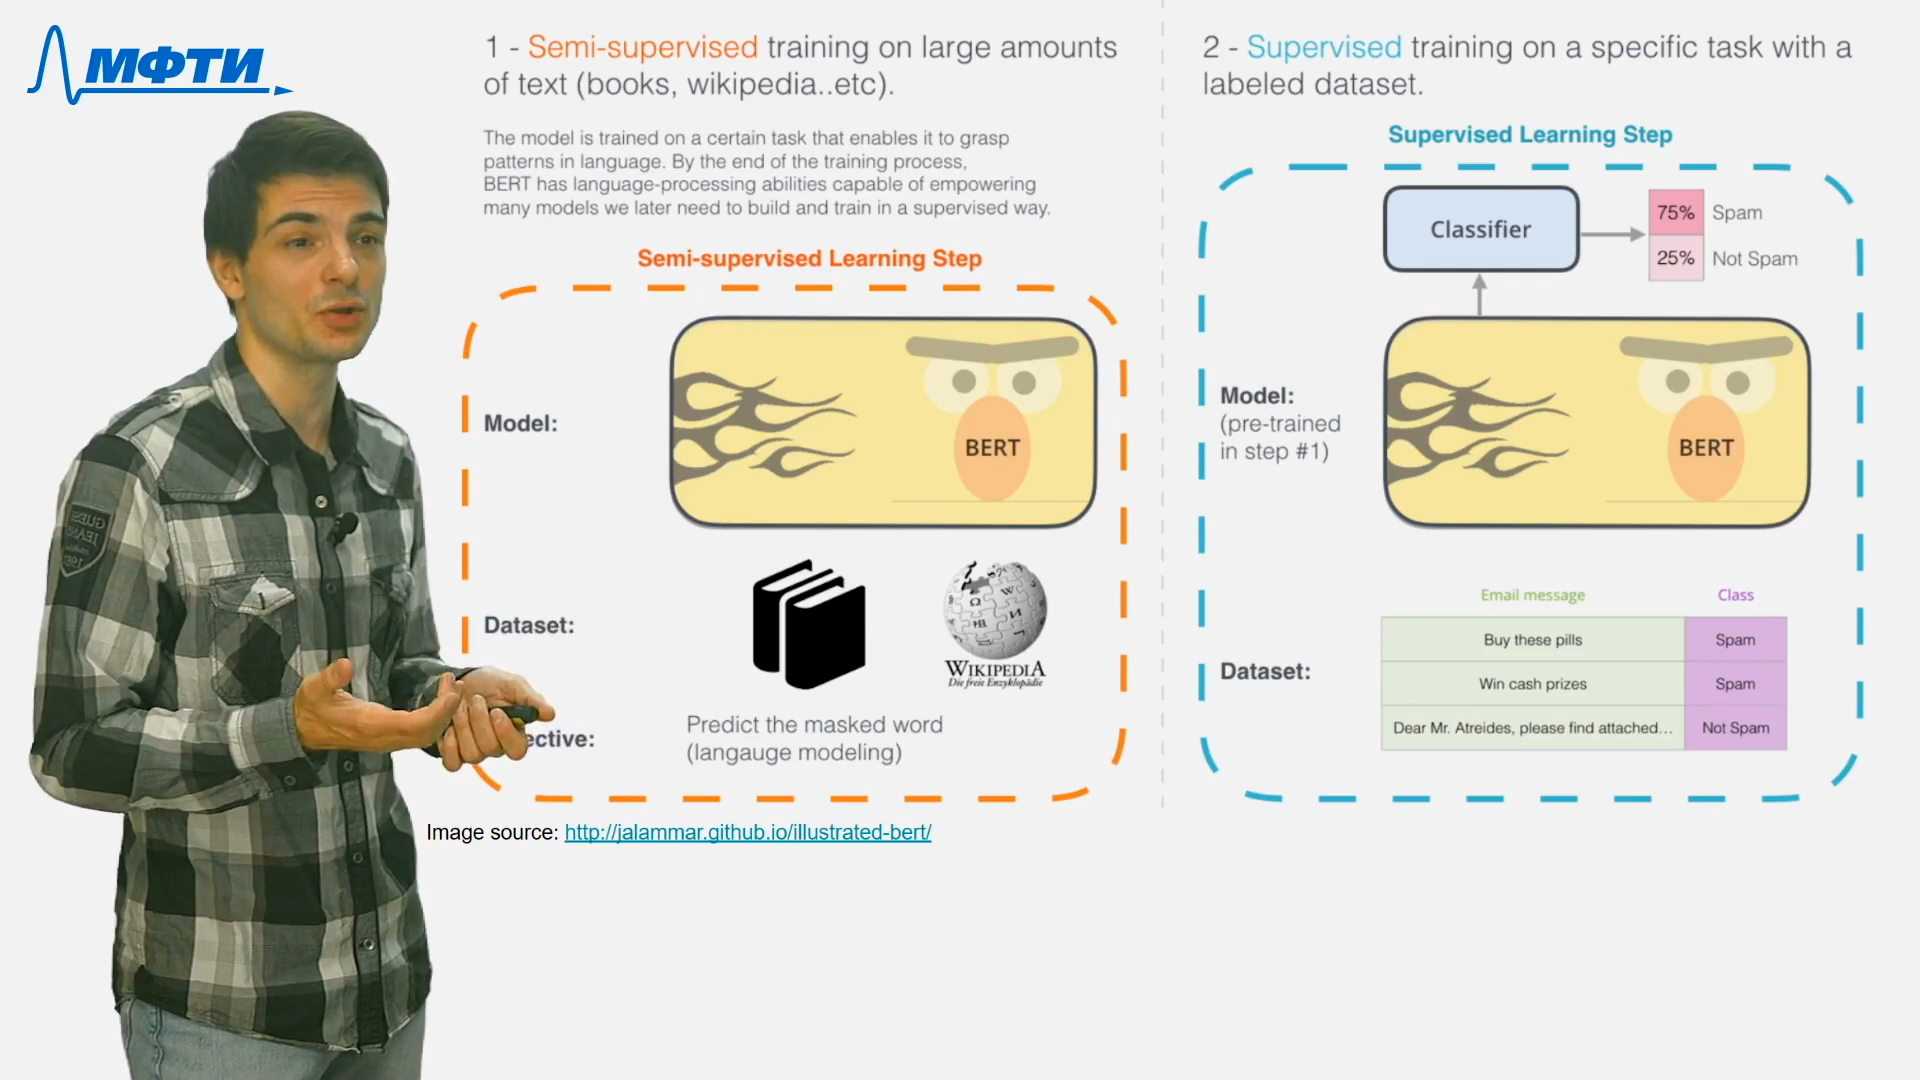 МФТИ
1 - Semi-supervised training on large amounts
of text (books, wikipedia..etc).
The model is trained on a certain task that enables it to grasp
patterns in language. By the end of the training process,
BERT has language-processing abilities capable of empowering
many models we later need to build and train in a supervised way.
Semi-supervised Learning Step
Model:
BERT
Dataset:
WIKIPEDIA
Die freie Enzyklopädie
ective:
Predict the masked word
(langauge modeling)
Image source: http://jalammar.github.io/illustrated-bert/
2 - Supervised training on a specific task with a
labeled dataset.
Supervised Learning Step
Classifier
75% Spam
25% Not Spam
Model:
(pre-trained
in step #1)
BERT
Email message Class
Dataset:
Buy these pills Spam
Win cash prizes Spam
Dear Mr. Atreides, please find attached... Not Spam